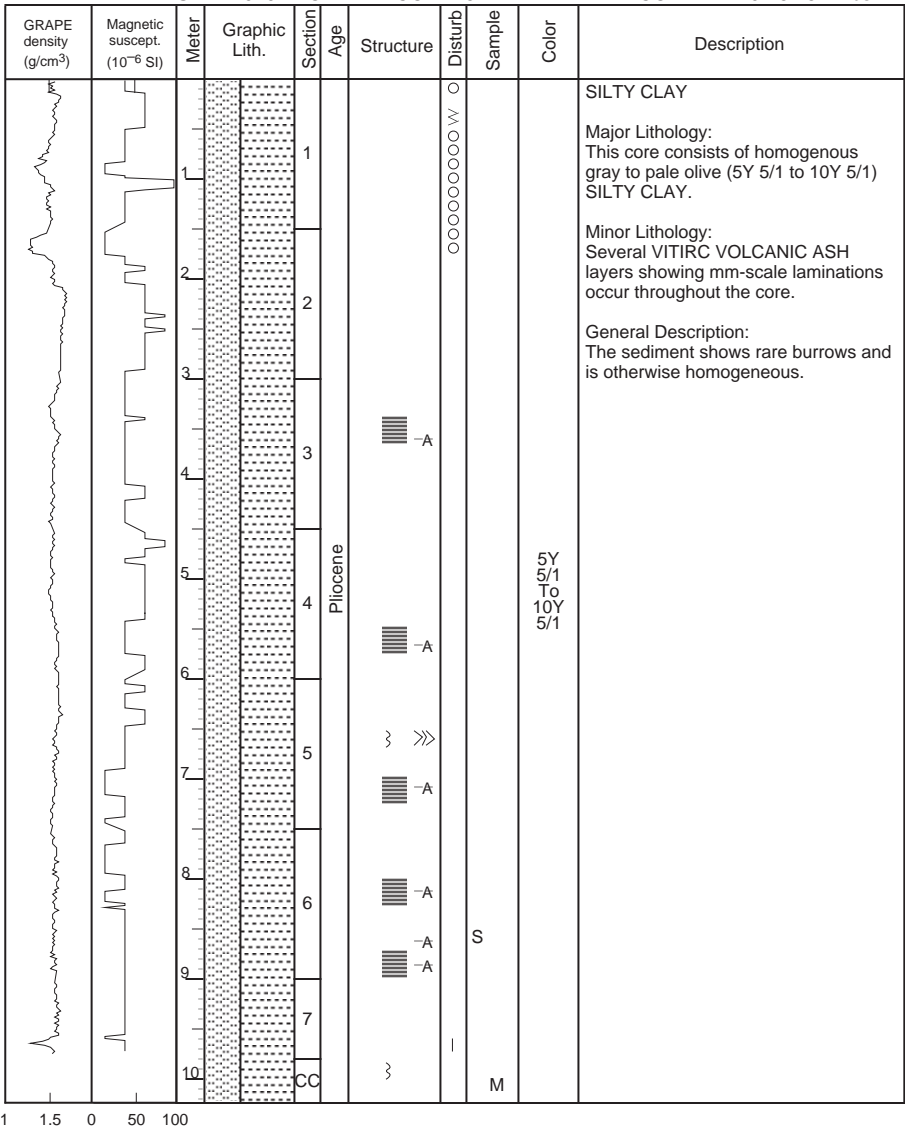 GRAPE density (g/cm3)
Magnetic suscept. (10–6 SI)
Meter
Graphic Lith.
Section
Age
Structure
Disturb
Sample
Color
Description
SILTY CLAY
Major Lithology:
This core consists of homogenous
gray to pale olive (5Y 5/1 to 10Y 5/1)
SILTY CLAY.
Minor Lithology:
Several VITIRC VOLCANIC ASH
layers showing mm-scale laminations
occur throughout the core.
General Description:
The sediment shows rare burrows and
is otherwise homogeneous.
1
2
3
4
5
6
7
8
9
10
1
2
3
4
5
6
7
CC
Pliocene
A
A
A
A
A
A
S
M
5Y
5/1
To
10Y
5/1
1 1.5 0 50 100